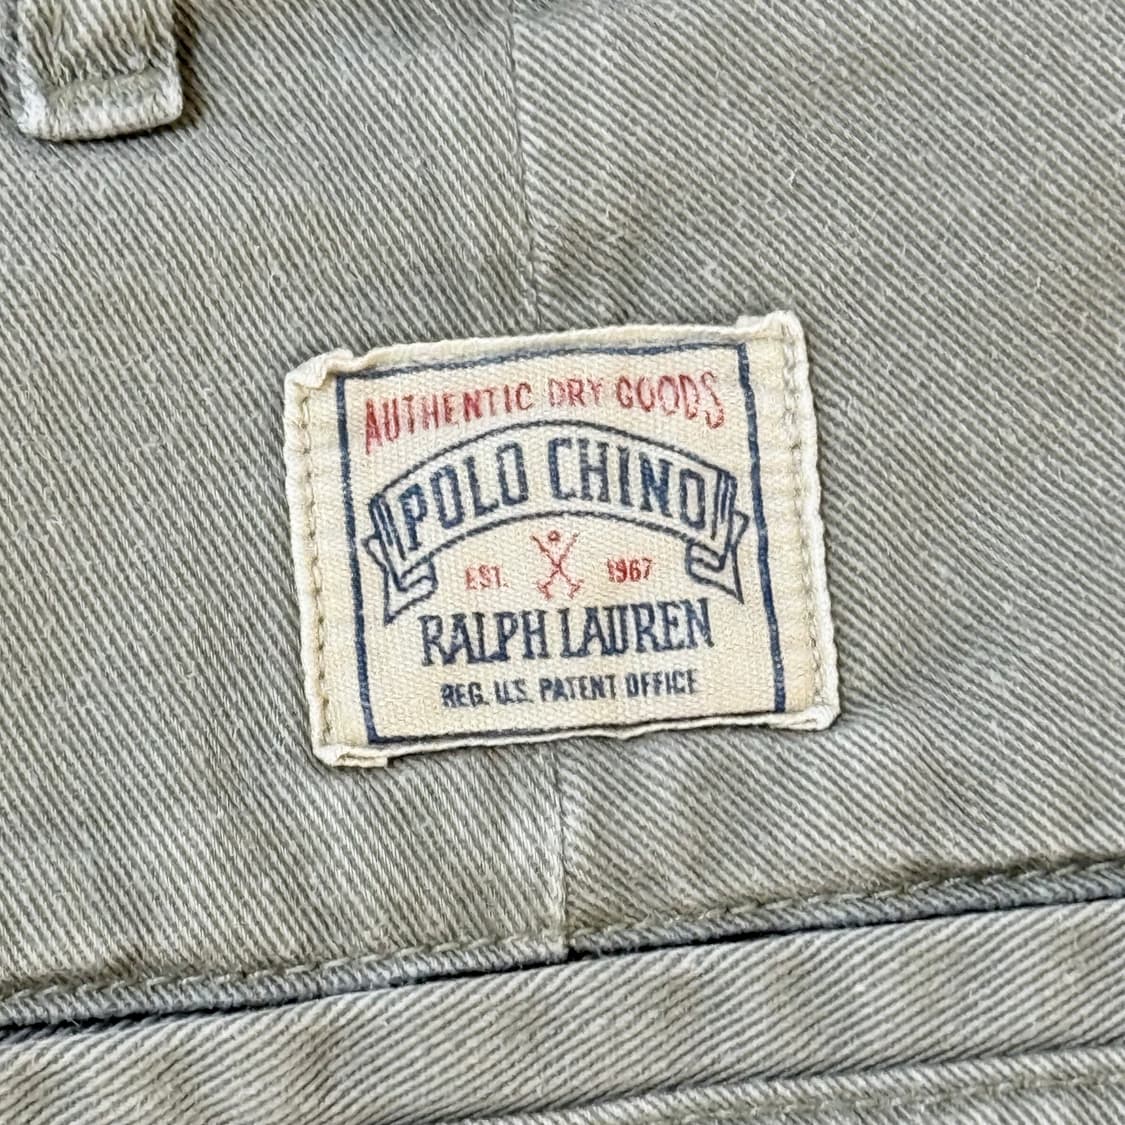 AUTHENTIC DRY GOODS
POLO CHINO
EST. 1967
RALPH LAUREN
REG. U.S. PATENT OFFICE